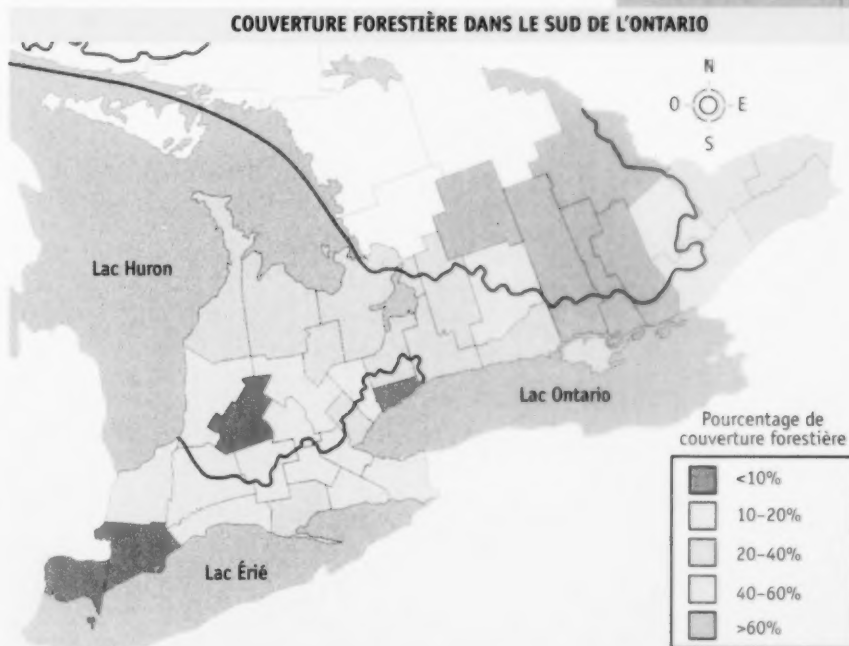 COUVERTURE FORESTIÈRE DANS LE SUD DE L'ONTARIO
N
O E
S
Lac Huron
Lac Ontario
Lac Érié
Pourcentage de
couverture forestière
<10%
10–20%
20–40%
40–60%
>60%